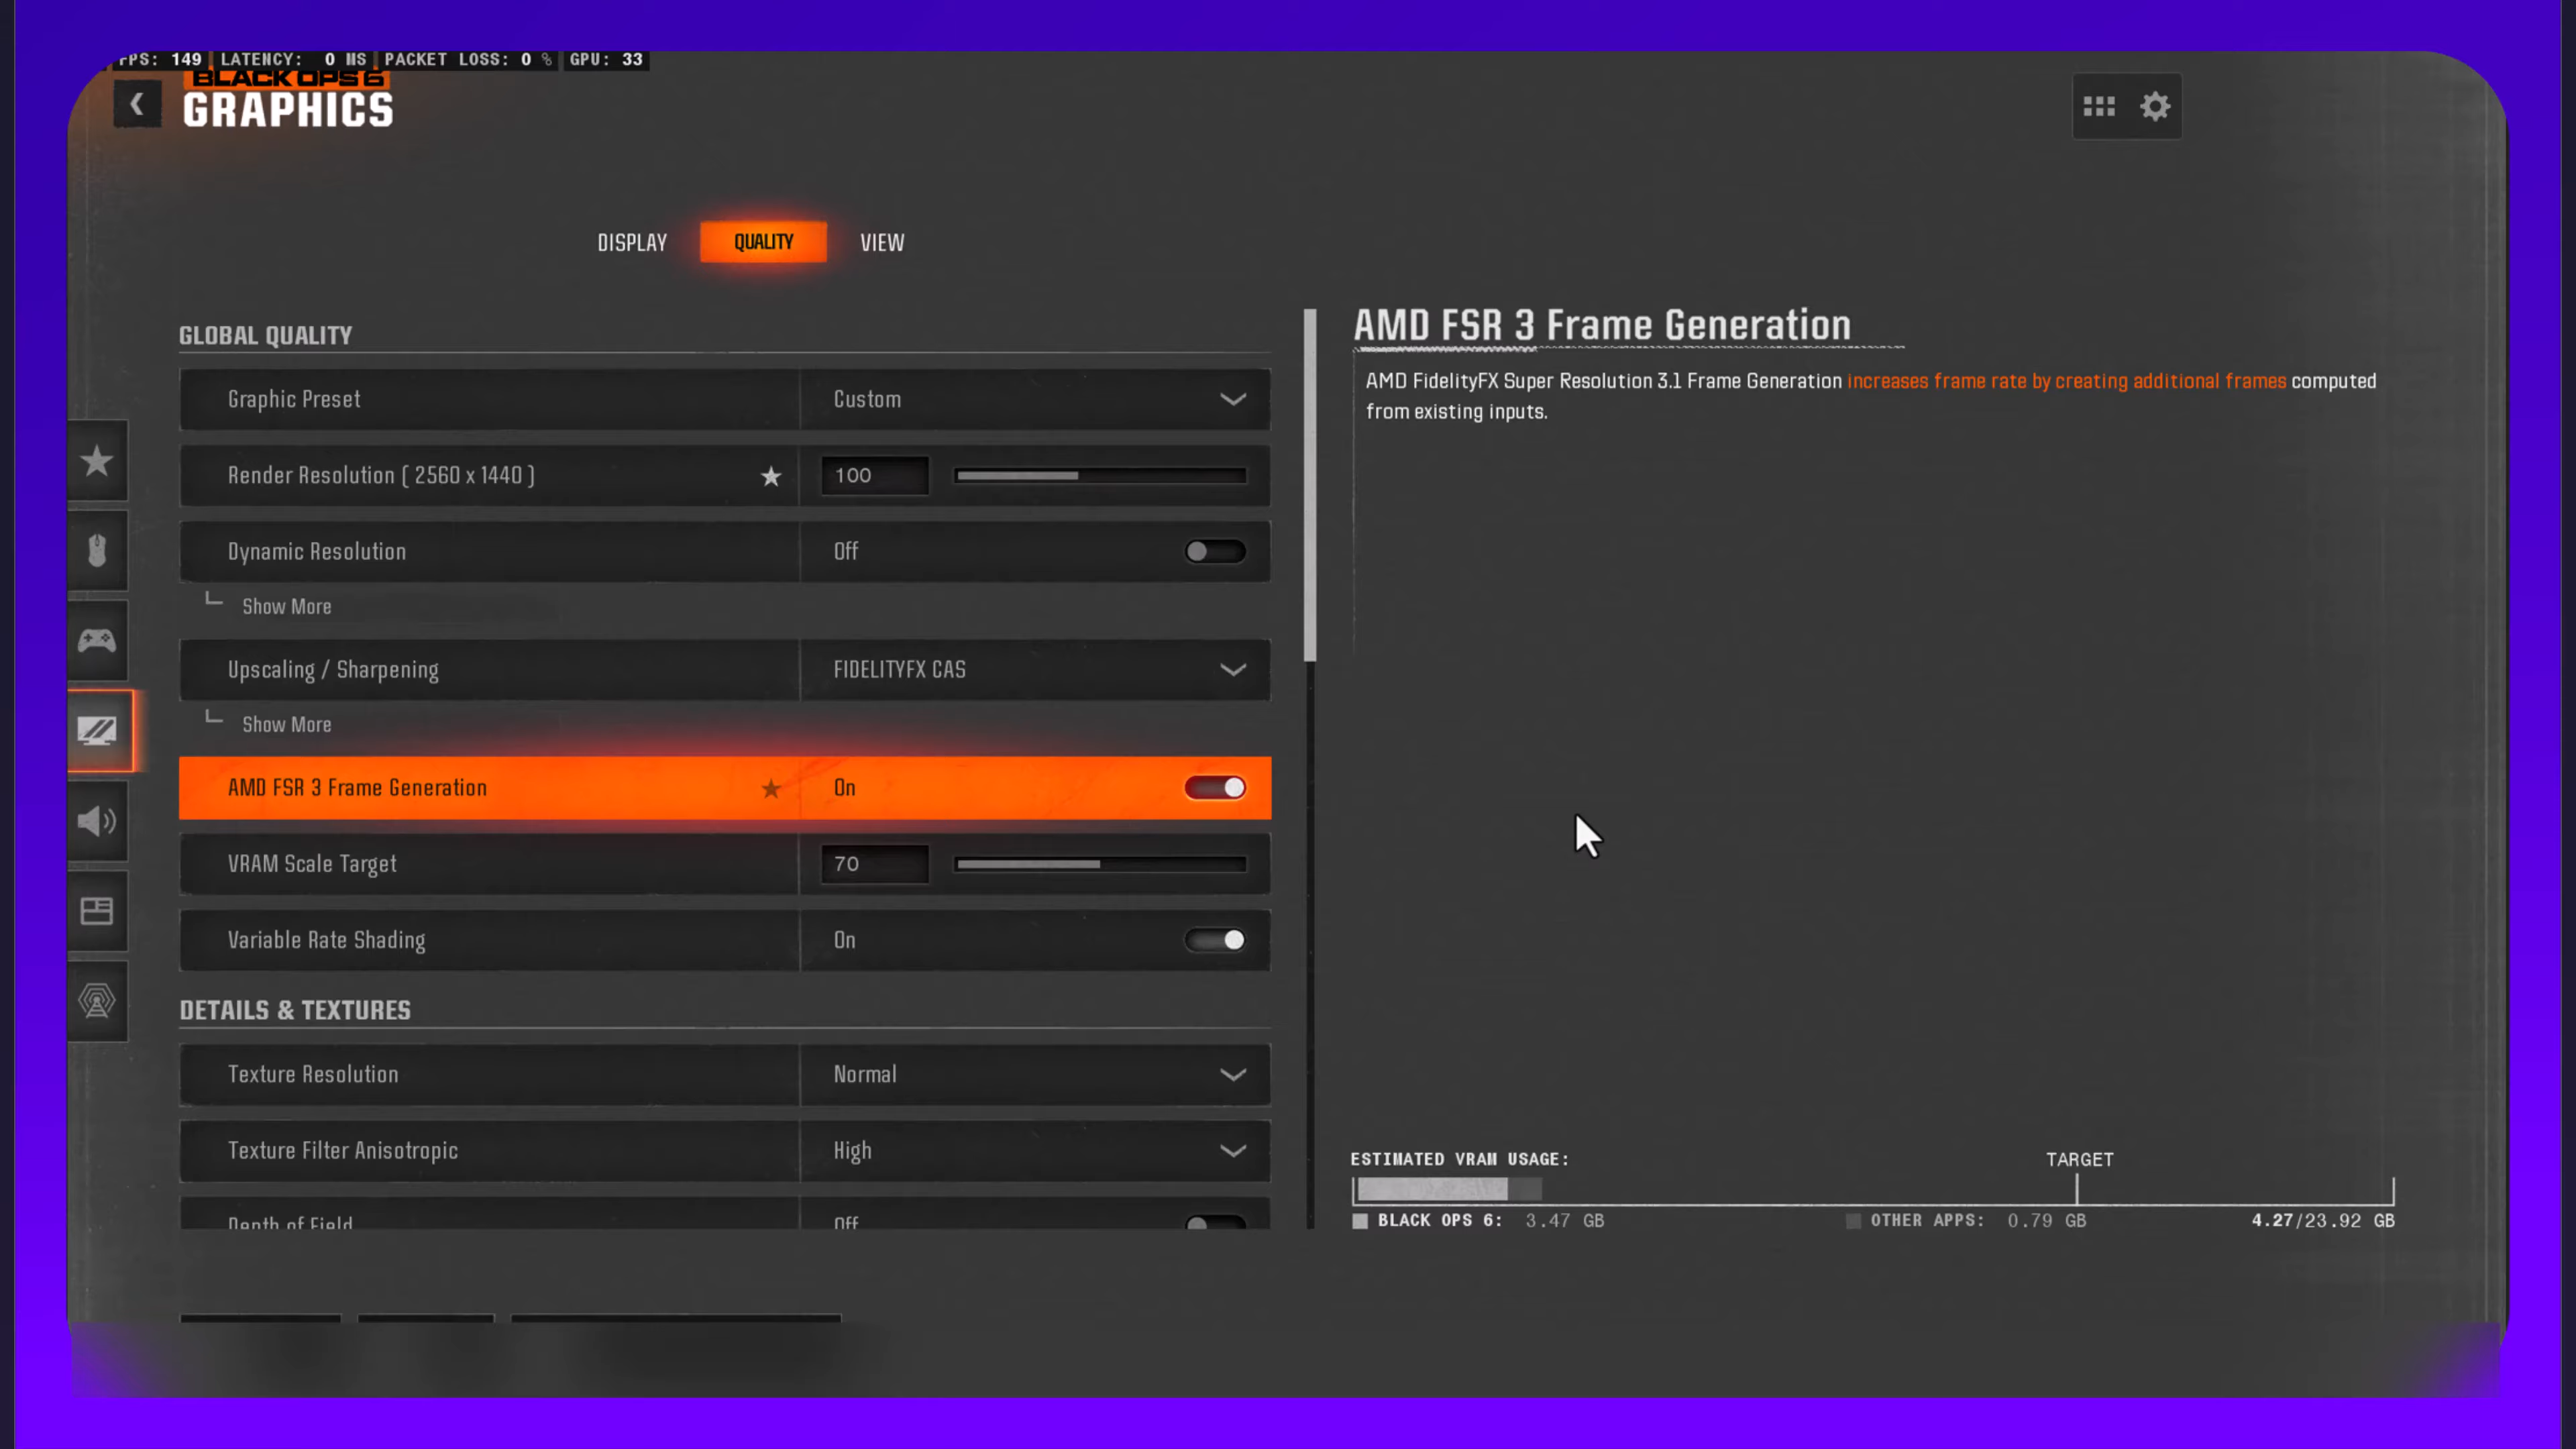 FPS: 149 LATENCY: 0 MS PACKET LOSS: 0 % GPU: 33
BLACK OPS 6
GRAPHICS
DISPLAY QUALITY VIEW
GLOBAL QUALITY
Graphic Preset Custom
Render Resolution ( 2560 x 1440 ) 100
Dynamic Resolution Off
Show More
Upscaling / Sharpening FIDELITYFX CAS
Show More
AMD FSR 3 Frame Generation On
VRAM Scale Target 70
Variable Rate Shading On
DETAILS & TEXTURES
Texture Resolution Normal
Texture Filter Anisotropic High
Depth of Field Off
AMD FSR 3 Frame Generation
AMD FidelityFX Super Resolution 3.1 Frame Generation increases frame rate by creating additional frames computed
from existing inputs.
ESTIMATED VRAM USAGE: TARGET
BLACK OPS 6: 3.47 GB OTHER APPS: 0.79 GB 4.27/23.92 GB